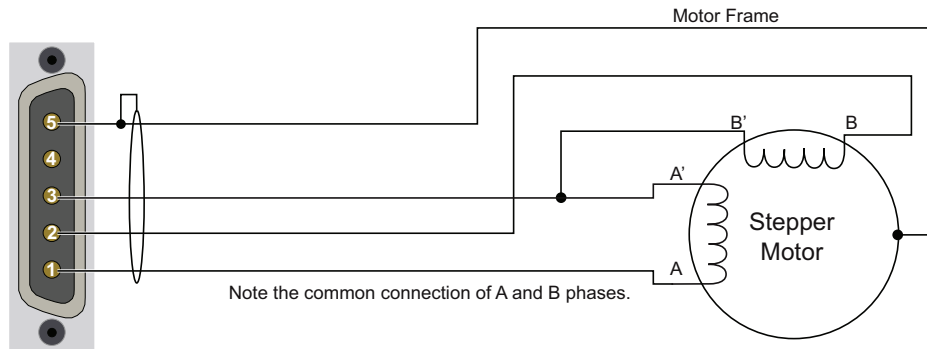 Motor Frame
5
4
3
2
1
B’
B
A’
A
Stepper
Motor
Note the common connection of A and B phases.